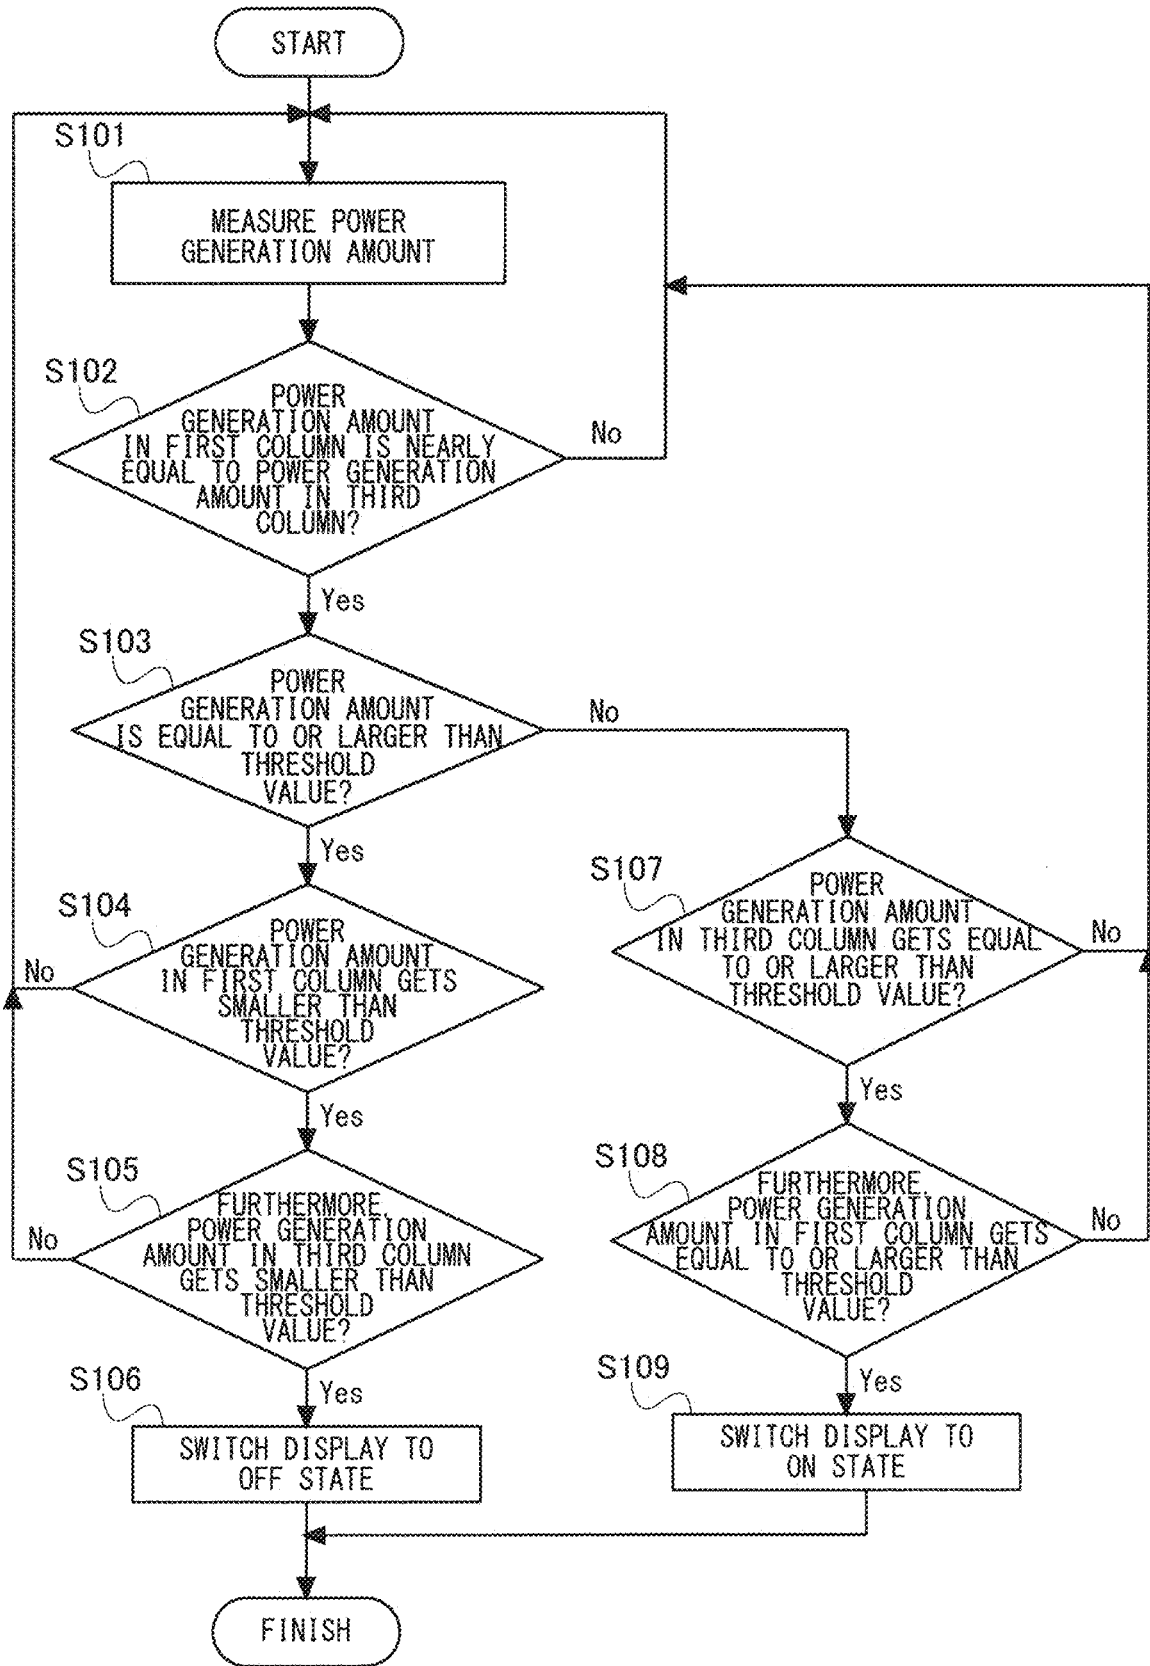 START
S101
MEASURE POWER
GENERATION AMOUNT
S102
POWER
GENERATION AMOUNT
IN FIRST COLUMN IS NEARLY
EQUAL TO POWER GENERATION
AMOUNT IN THIRD
COLUMN?
No
Yes
S103
POWER
GENERATION AMOUNT
IS EQUAL TO OR LARGER THAN
THRESHOLD
VALUE?
No
Yes
S104
POWER
GENERATION AMOUNT
IN FIRST COLUMN GETS
SMALLER THAN
THRESHOLD
VALUE?
No
Yes
S105
FURTHERMORE,
POWER GENERATION
AMOUNT IN THIRD COLUMN
GETS SMALLER THAN
THRESHOLD
VALUE?
No
Yes
S106
SWITCH DISPLAY TO
OFF STATE
S107
POWER
GENERATION AMOUNT
IN THIRD COLUMN GETS EQUAL
TO OR LARGER THAN
THRESHOLD VALUE?
No
Yes
S108
FURTHERMORE,
POWER GENERATION
AMOUNT IN FIRST COLUMN GETS
EQUAL TO OR LARGER THAN
THRESHOLD
VALUE?
No
Yes
S109
SWITCH DISPLAY TO
ON STATE
FINISH